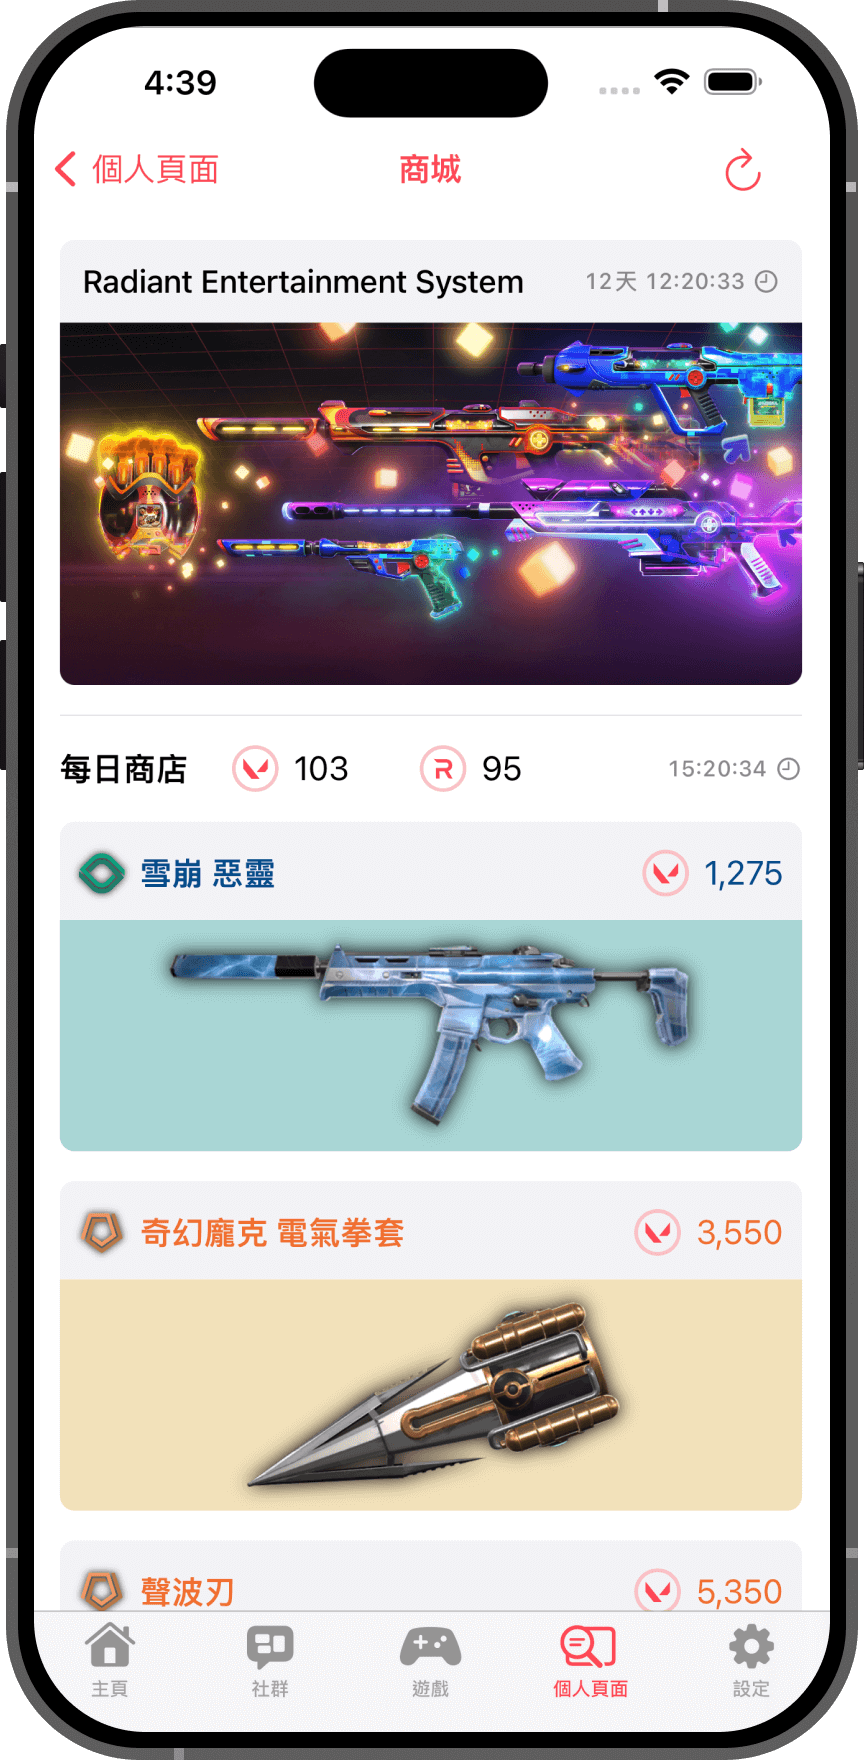 4:39
個人頁面
商城
Radiant Entertainment System
12天 12:20:33
每日商店
103
R 95
15:20:34
雪崩 惡靈
1,275
奇幻龐克 電氣拳套
3,550
聲波刃
5,350
主頁
社群
遊戲
個人頁面
設定